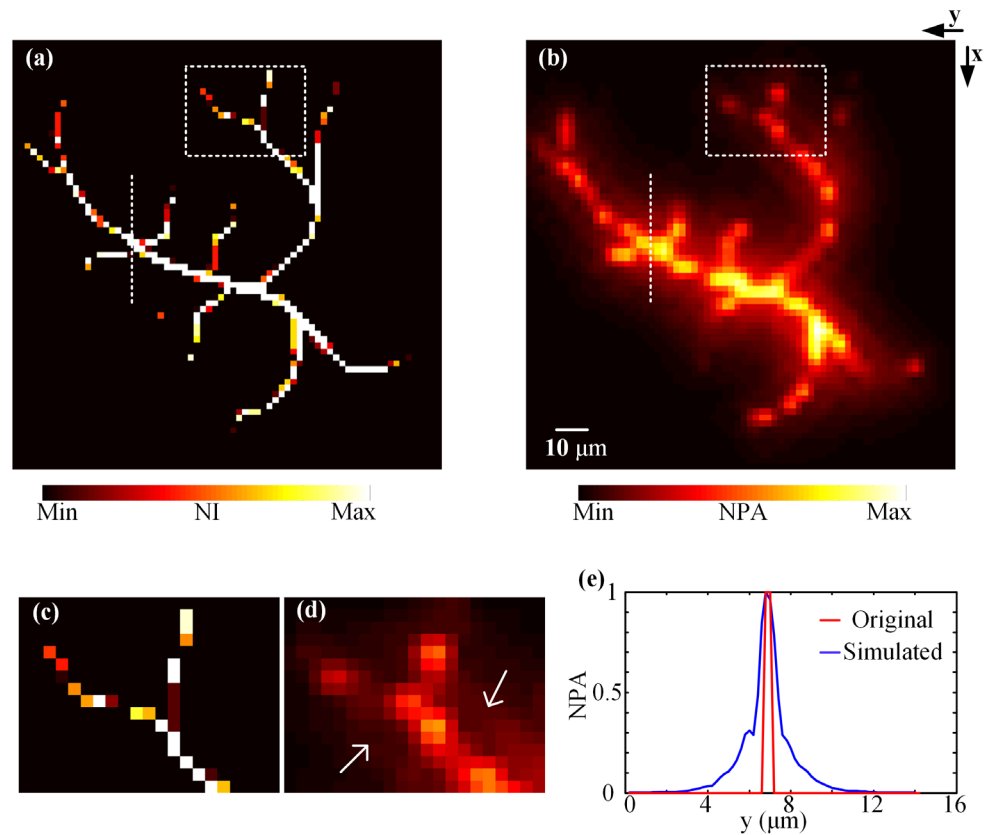 y
x
(a)
(b)
10 μm
Min NI Max
Min NPA Max
(c)
(d)
(e)
1
0.5
0
NPA
Original
Simulated
0 4 8 12 16
y (μm)